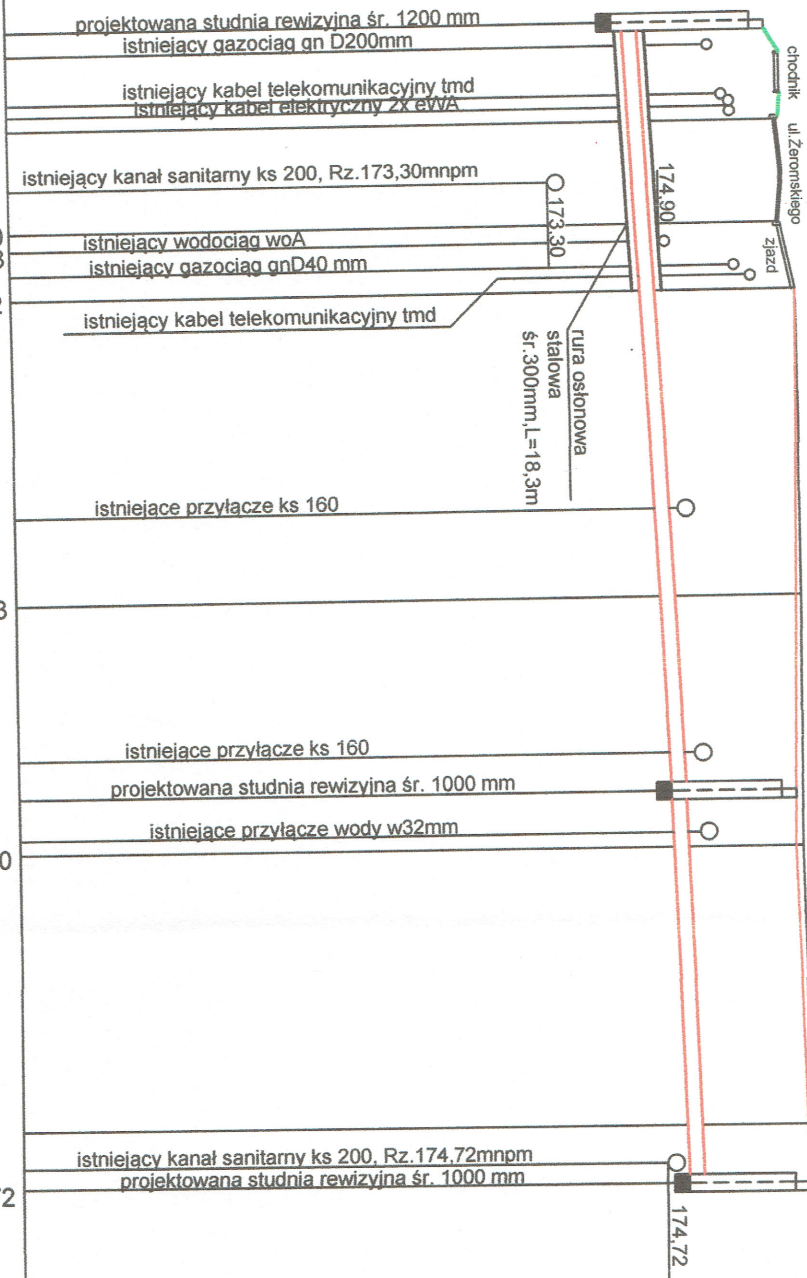 projektowana studnia rewizyjna śr. 1200 mm
istniejący gazociąg gn D200mm
istniejący kabel telekomunikacyjny tmd
istniejący kabel elektryczny 2x eWA
istniejący kanał sanitarny ks 200, Rz.173,30mnpm
istniejący wodociąg woA
istniejący gazociąg gnD40 mm
istniejący kabel telekomunikacyjny tmd
chodnik
ul.Żeromskiego
zjazd
174,90
173,30
rura osłonowa
stalowa
śr.300mm,L=18,3m
istniejące przyłącze ks 160
3
istniejące przyłącze ks 160
projektowana studnia rewizyjna śr. 1000 mm
istniejące przyłącze wody w32mm
0
istniejący kanał sanitarny ks 200, Rz.174,72mnpm
projektowana studnia rewizyjna śr. 1000 mm
174,72
2